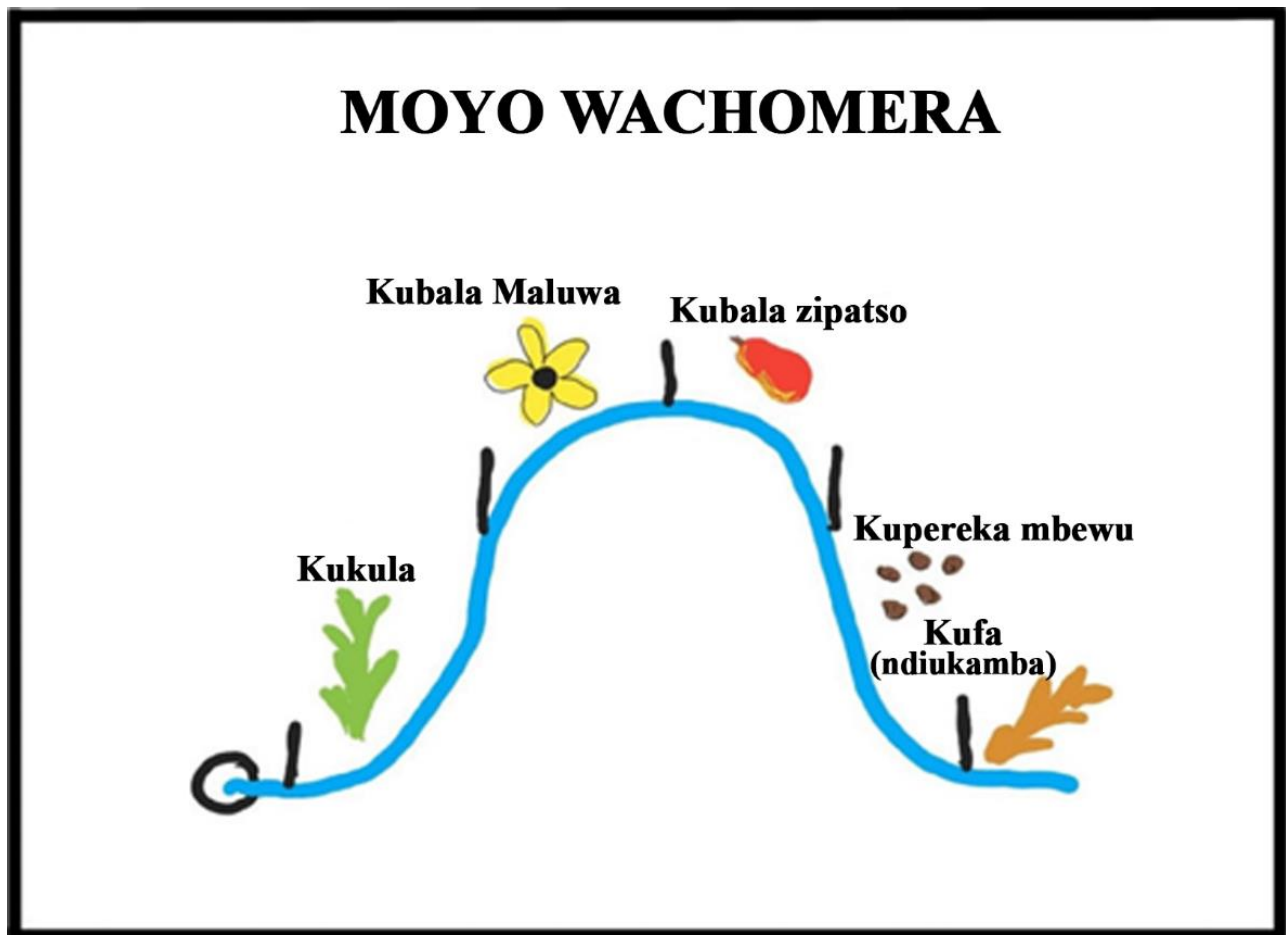 MOYO WACHOMERA
Kubala Maluwa
Kubala zipatso
Kukula
Kupereka mbewu
Kufa
(ndiukamba)